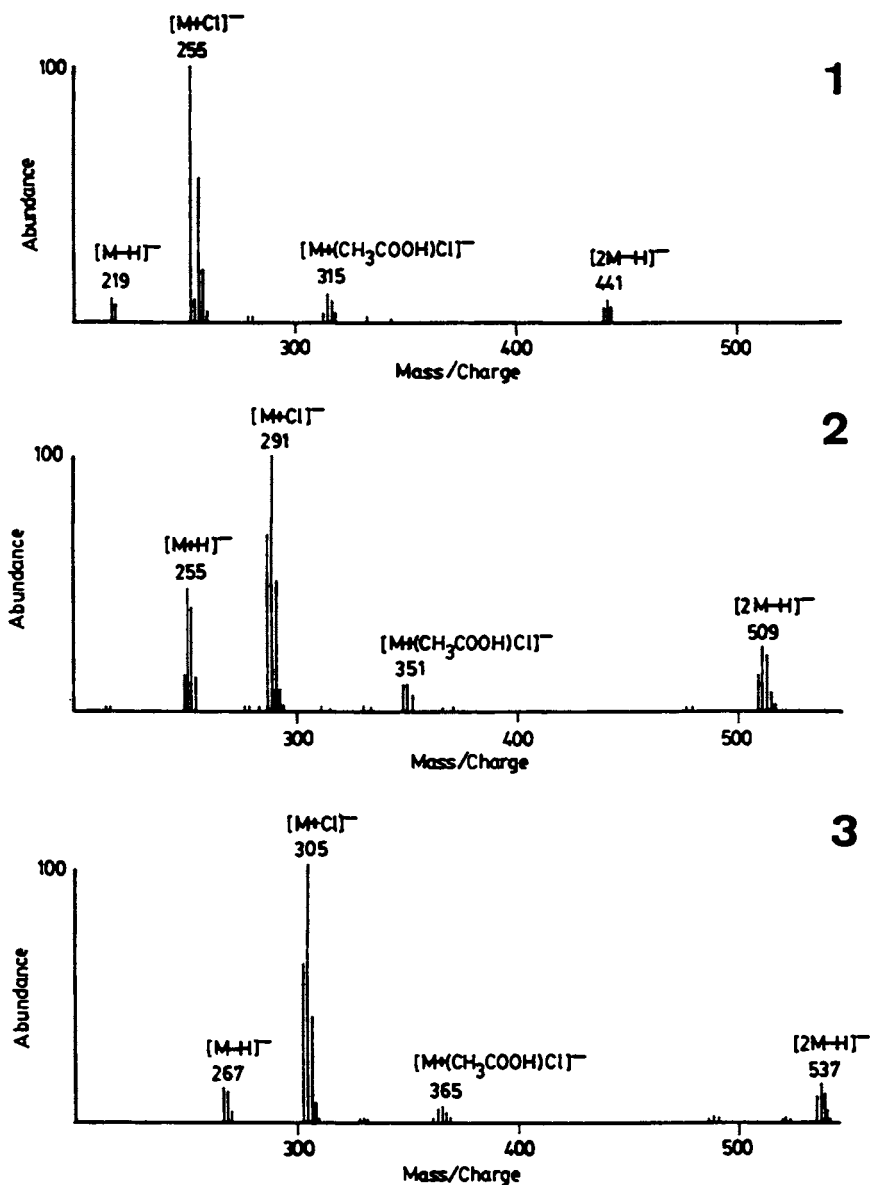 [M+Cl]⁻
255
1
100
[M-H]⁻
219
[M+(CH₃COOH)Cl]⁻
315
[2M-H]⁻
441
Abundance
300
400
500
Mass/Charge
[M+Cl]⁻
291
2
100
[M+H]⁻
255
[M+(CH₃COOH)Cl]⁻
351
[2M-H]⁻
509
Abundance
300
400
500
Mass/Charge
[M+Cl]⁻
305
3
100
[M-H]⁻
267
[M+(CH₃COOH)Cl]⁻
365
[2M-H]⁻
537
Abundance
300
400
500
Mass/Charge